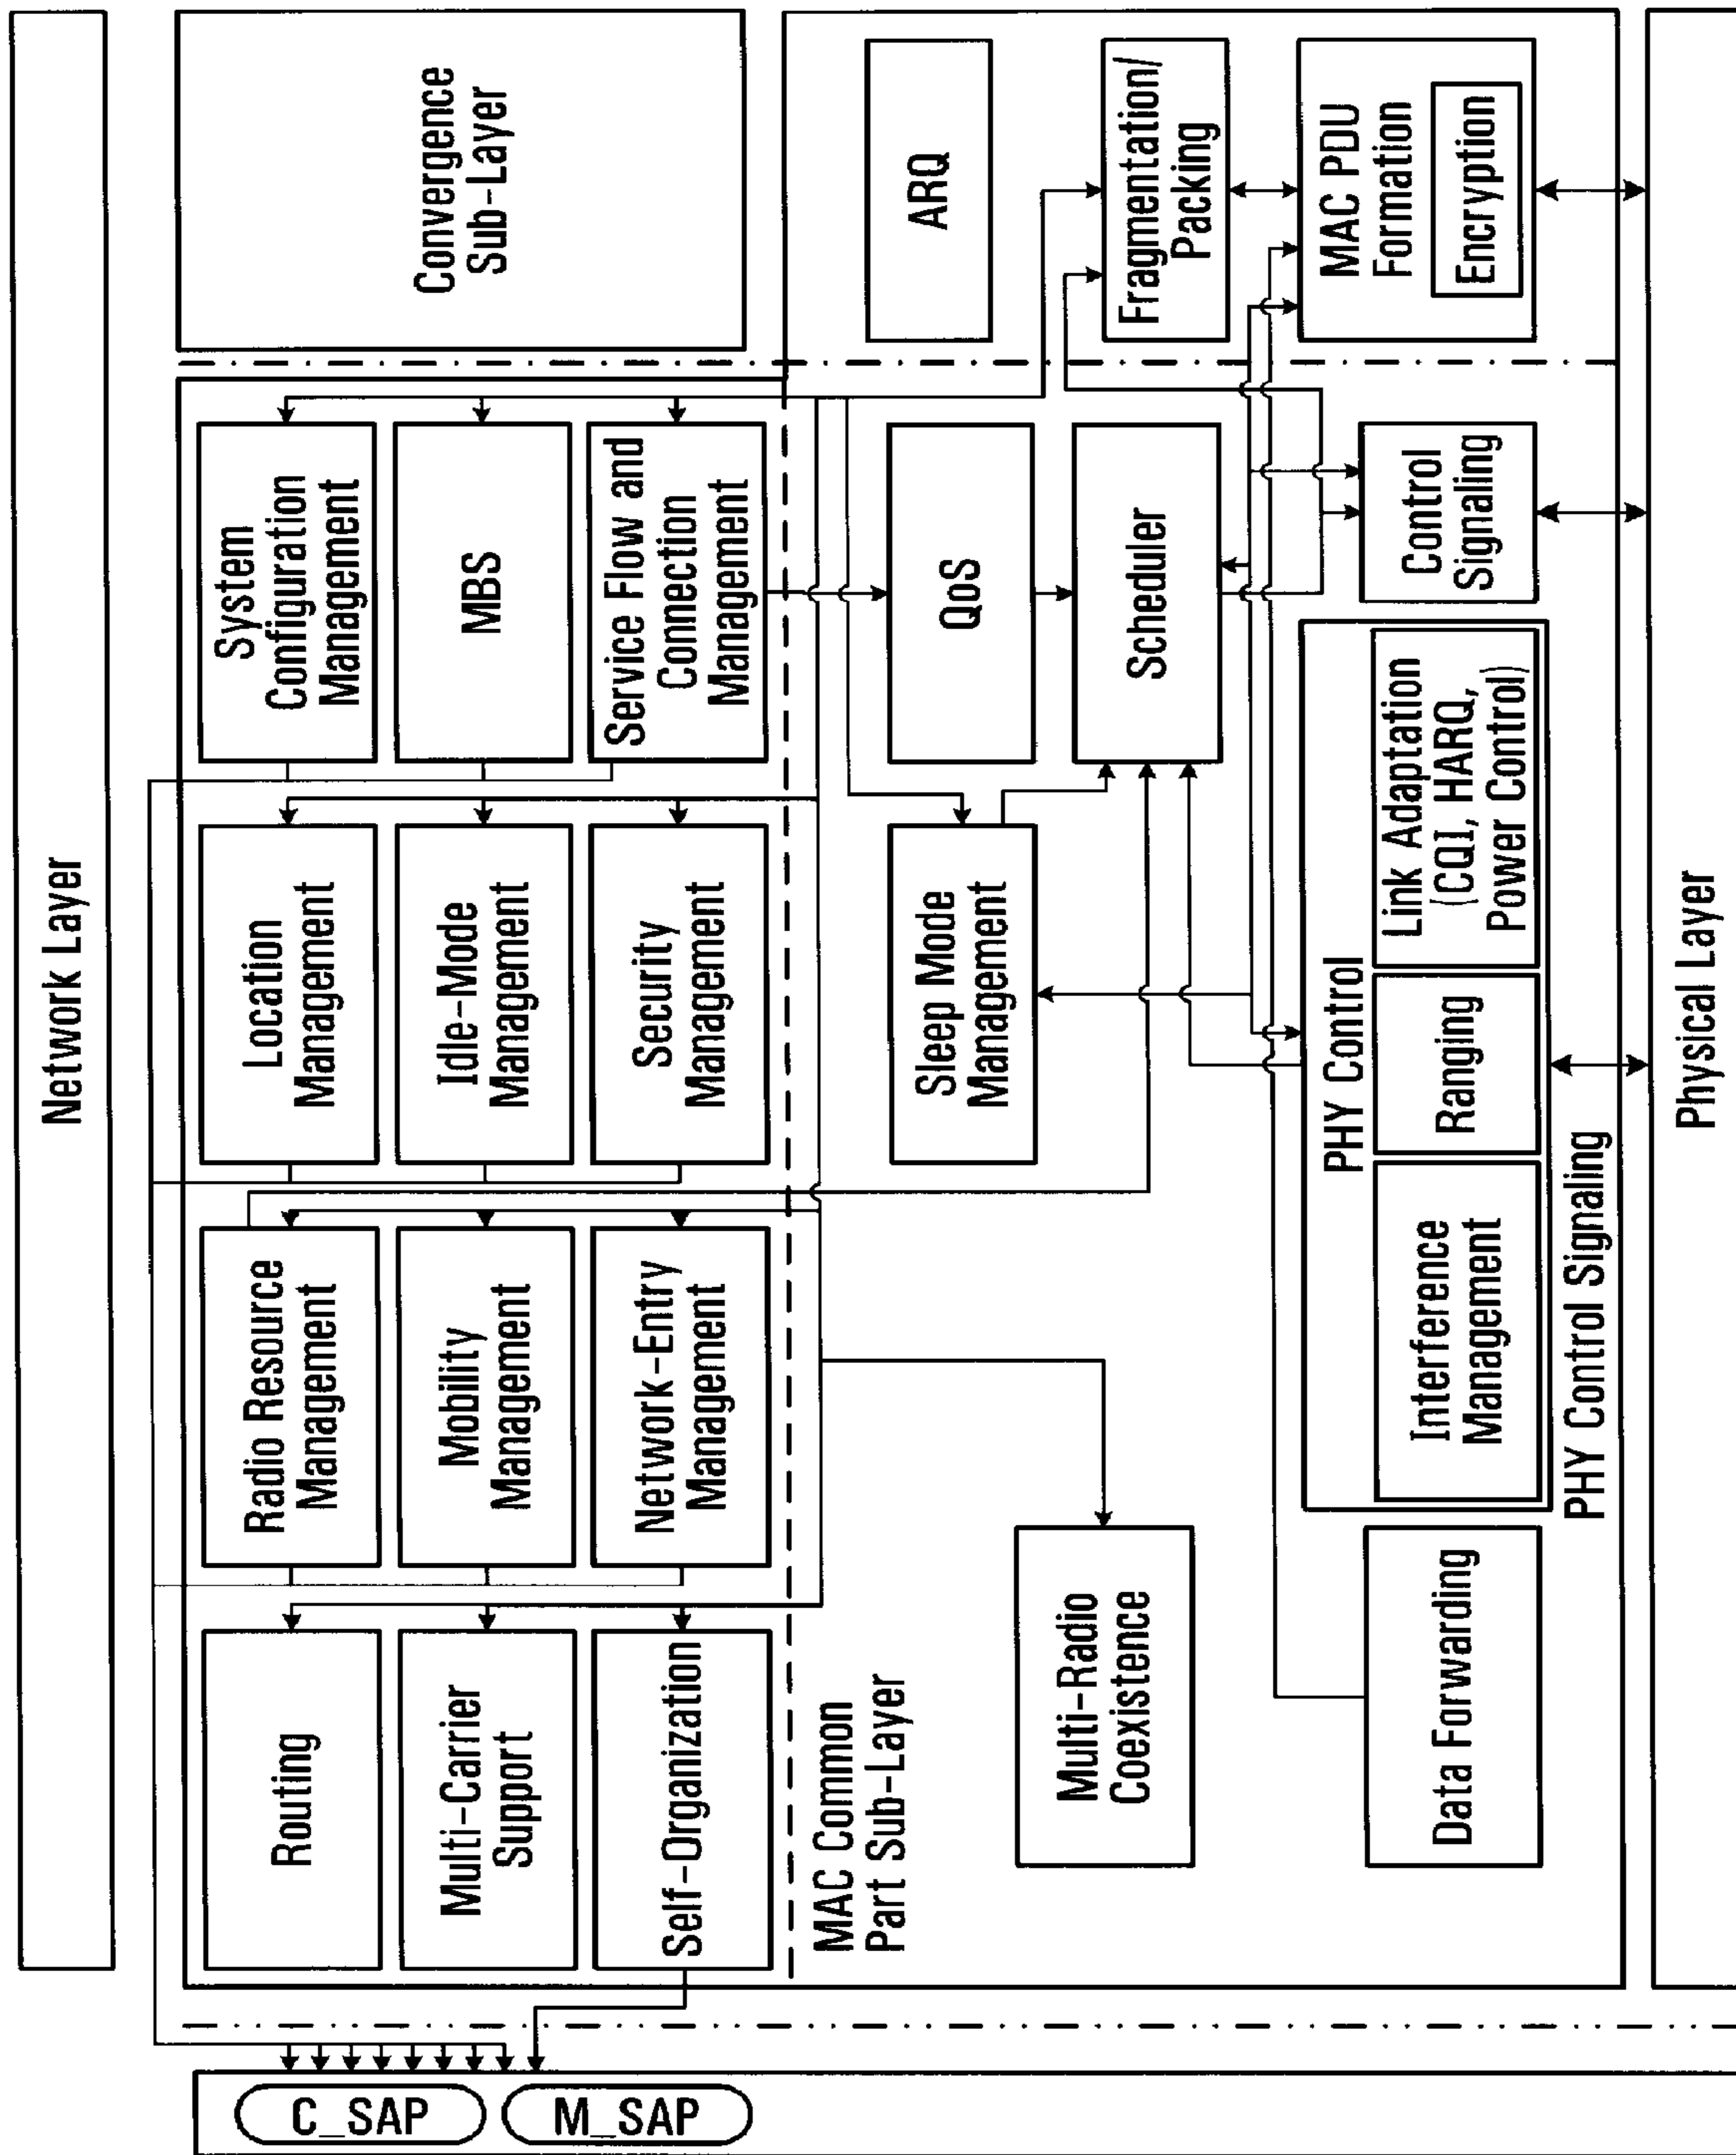 Network Layer
System
Configuration
Management
MBS
Service Flow and
Connection
Management
Location
Management
Idle-Mode
Management
Security
Management
Radio Resource
Management
Mobility
Management
Network-Entry
Management
Routing
Multi-Carrier
Support
Self-Organization
Convergence
Sub-Layer
MAC Common
Part Sub-Layer
ARQ
Fragmentation/
Packing
MAC PDU
Formation
Encryption
QoS
Scheduler
Control
Signaling
Sleep Mode
Management
PHY Control
Link Adaptation
(CQI, HARQ,
Power Control)
Ranging
Interference
Management
PHY Control Signaling
Multi-Radio
Coexistence
Data Forwarding
Physical Layer
C_SAP
M_SAP